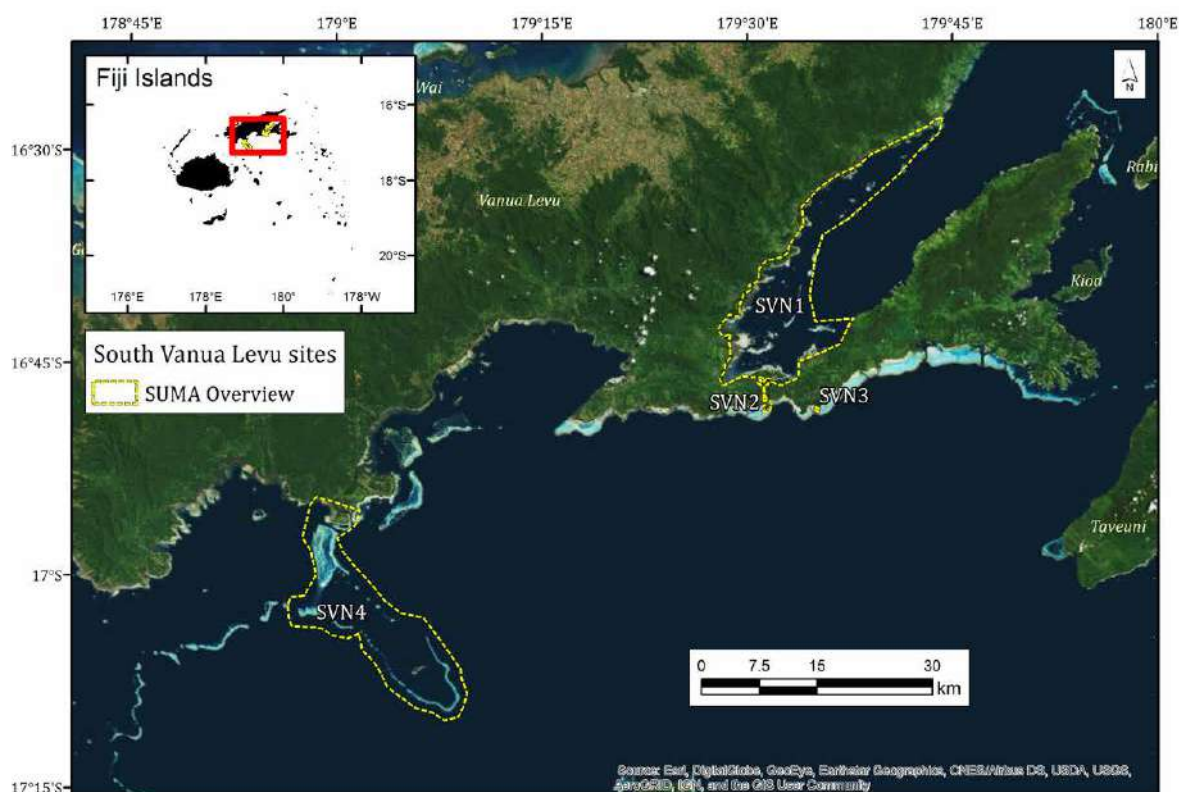 178°45'E
179°E
179°15'E
179°30'E
179°45'E
180°E
Fiji Islands
16°S
18°S
20°S
176°E
178°E
180°
178°W
Wai
N
16°30'S
Vanua Levu
Rabi
Kioa
SVN1
South Vanua Levu sites
SUMA Overview
16°45'S
SVN2
SVN3
Taveuni
17°S
SVN4
0 7.5 15 30
km
17°15'S
Source: Esri, DigitalGlobe, GeoEye, Earthstar Geographics, CNES/Airbus DS, USDA, USGS,
AeroGRID, IGN, and the GIS User Community